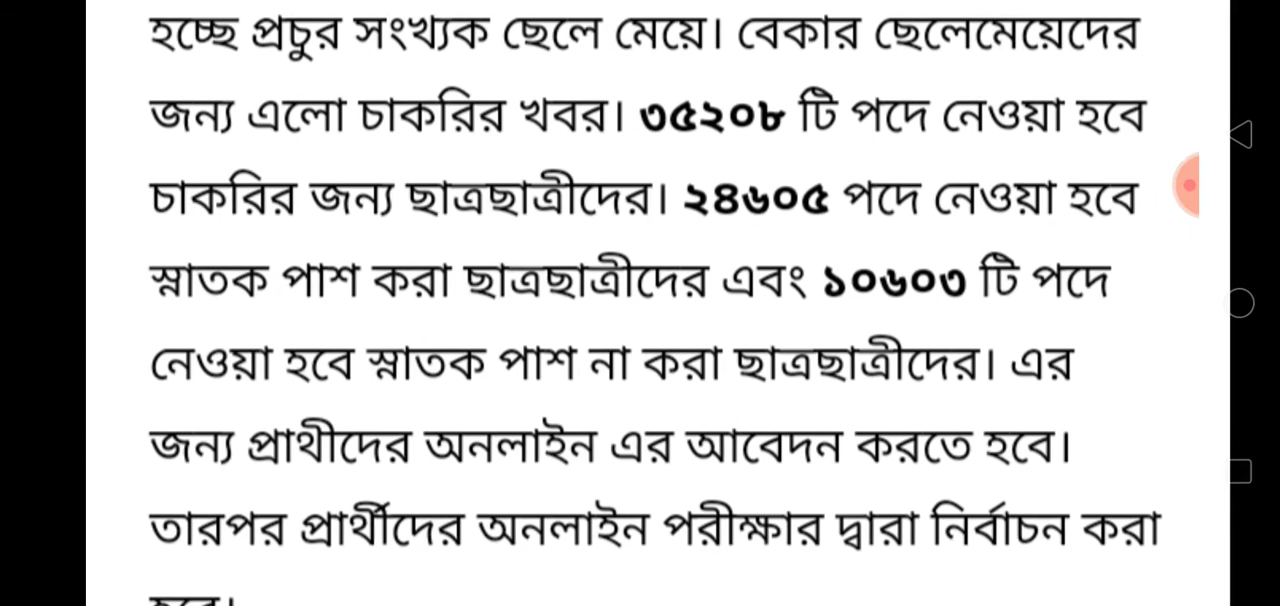 হচ্ছে প্রচুর সংখ্যক ছেলে মেয়ে। বেকার ছেলেমেয়েদের
জন্য এলো চাকরির খবর। ৩৫২০৮ টি পদে নেওয়া হবে
চাকরির জন্য ছাত্রছাত্রীদের। ২৪৬০৫ পদে নেওয়া হবে
স্নাতক পাশ করা ছাত্রছাত্রীদের এবং ১০৬০৩ টি পদে
নেওয়া হবে স্নাতক পাশ না করা ছাত্রছাত্রীদের। এর
জন্য প্রাথীদের অনলাইন এর আবেদন করতে হবে।
তারপর প্রার্থীদের অনলাইন পরীক্ষার দ্বারা নির্বাচন করা
হবে।